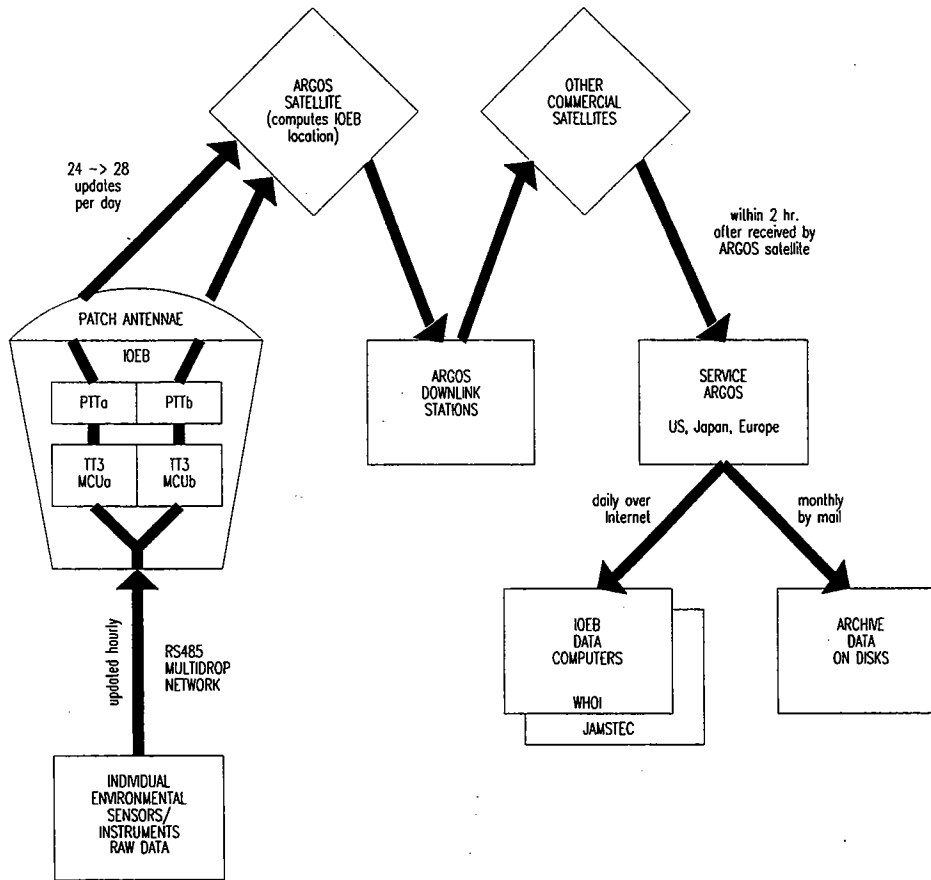 ARGOS
SATELLITE
(computes IOEB
location)
OTHER
COMMERCIAL
SATELLITES
24 -> 28
updates
per day
within 2 hr.
after received by
ARGOS satellite
PATCH ANTENNAE
IOEB
PTTa
PTTb
TT3
MCUa
TT3
MCUb
ARGOS
DOWNLINK
STATIONS
SERVICE
ARGOS
US, Japan, Europe
daily over
Internet
monthly
by mail
updated hourly
RS485
MULTIDROP
NETWORK
IOEB
DATA
COMPUTERS
WHOI
JAMSTEC
ARCHIVE
DATA
ON DISKS
INDIVIDUAL
ENVIRONMENTAL
SENSORS/
INSTRUMENTS
RAW DATA